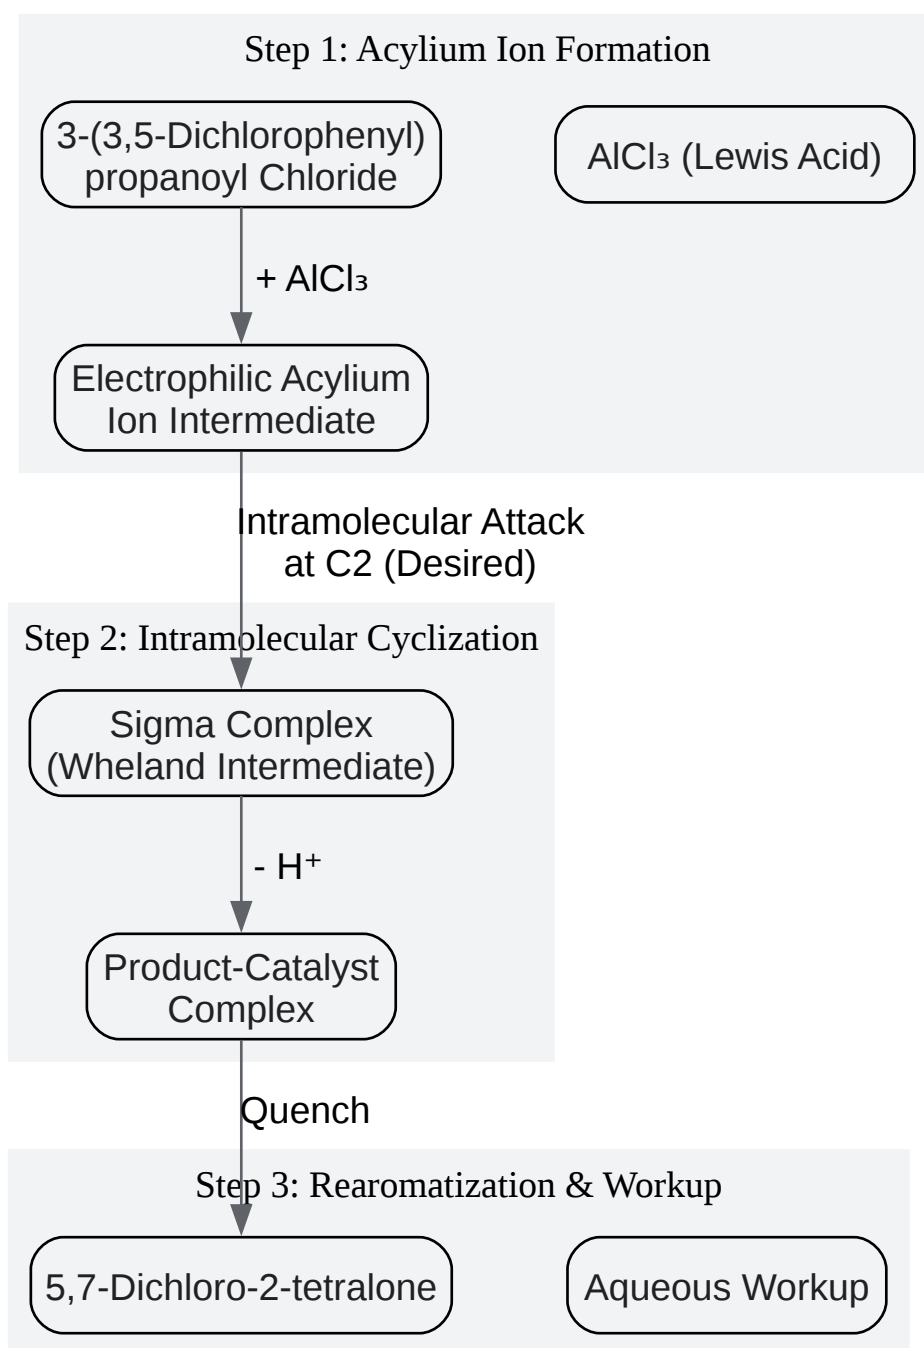 Step 1: Acylium Ion Formation
3-(3,5-Dichlorophenyl)
propanoyl Chloride
AlCl₃ (Lewis Acid)
+ AlCl₃
Electrophilic Acylium
Ion Intermediate
Intramolecular Attack
at C2 (Desired)
Step 2: Intramolecular Cyclization
Sigma Complex
(Wheland Intermediate)
- H⁺
Product-Catalyst
Complex
Quench
Step 3: Rearomatization & Workup
5,7-Dichloro-2-tetralone
Aqueous Workup